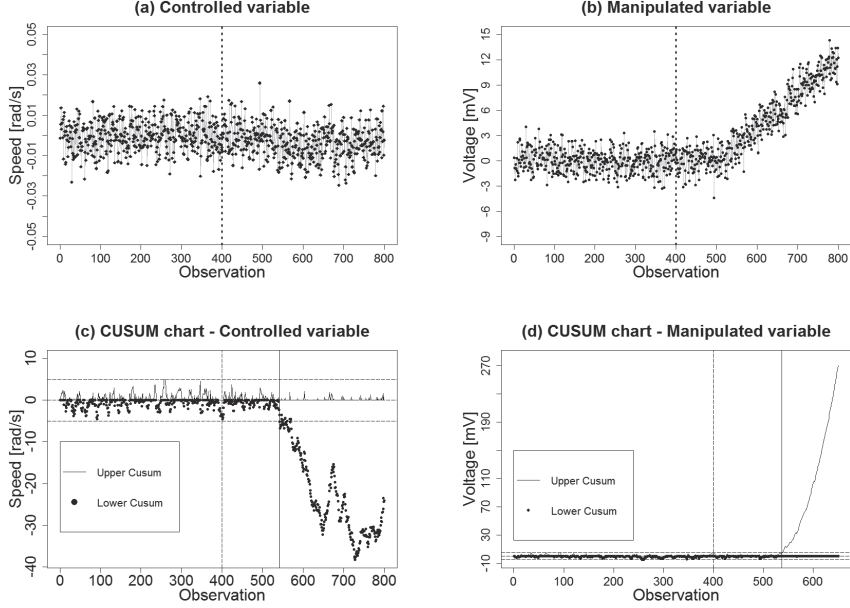 (a) Controlled variable
Speed [rad/s]
0.05
0.03
0.01
-0.01
-0.03
-0.05
0 100 200 300 400 500 600 700 800
Observation
(b) Manipulated variable
Voltage [mV]
15
12
9
6
3
0
-3
-6
-9
0 100 200 300 400 500 600 700 800
Observation
(c) CUSUM chart - Controlled variable
Speed [rad/s]
10
0
-10
-20
-30
-40
Upper Cusum
Lower Cusum
0 100 200 300 400 500 600 700 800
Observation
(d) CUSUM chart - Manipulated variable
Voltage [mV]
270
190
110
70
30
-10
Upper Cusum
Lower Cusum
0 100 200 300 400 500 600
Observation